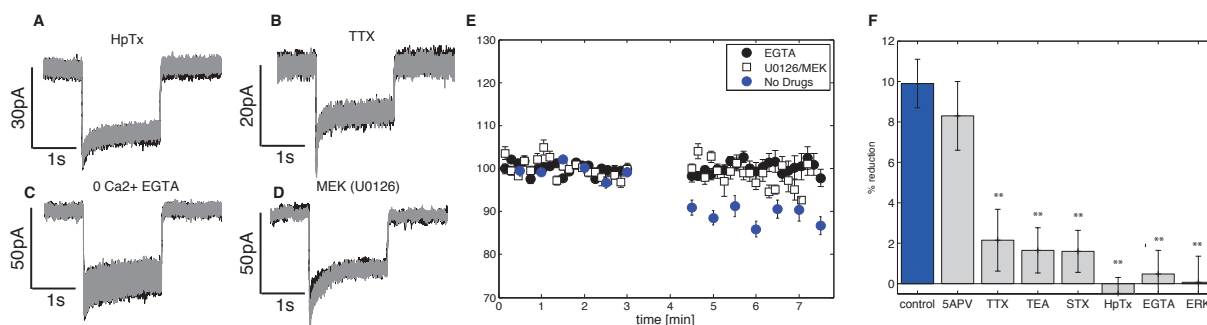 A
HpTx
30pA
1s
B
TTX
20pA
1s
C
0 Ca2+ EGTA
50pA
1s
D
MEK (U0126)
50pA
1s
E
130
120
110
100
90
80
70
0
1
2
3
4
5
6
7
time [min]
EGTA
U0126/MEK
No Drugs
F
% reduction
12
10
8
6
4
2
0
**
**
**
**
**
**
control
5APV
TTX
TEA
STX
HpTx
EGTA
ERK